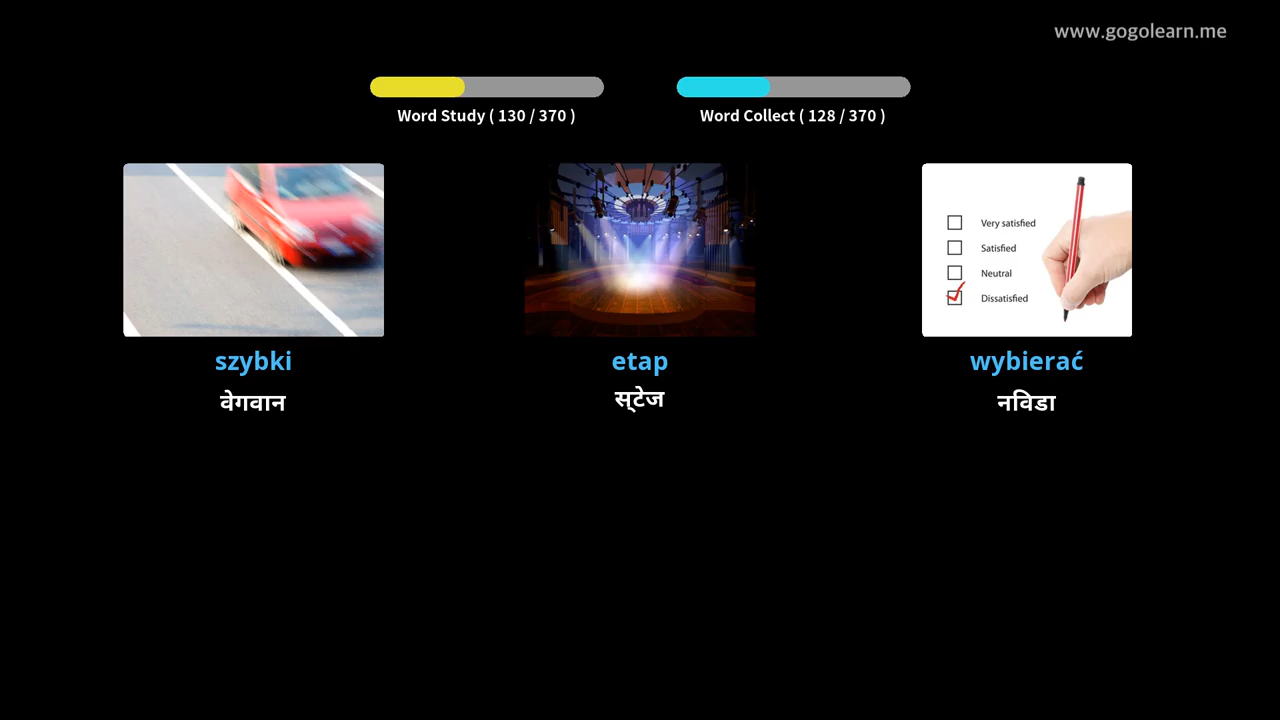 www.gogolearn.me
Word Study ( 130 / 370 )
Word Collect ( 128 / 370 )
Very satisfied
Satisfied
Neutral
Dissatisfied
szybki
etap
wybierać
वेगवान
स्टेज
नविडा